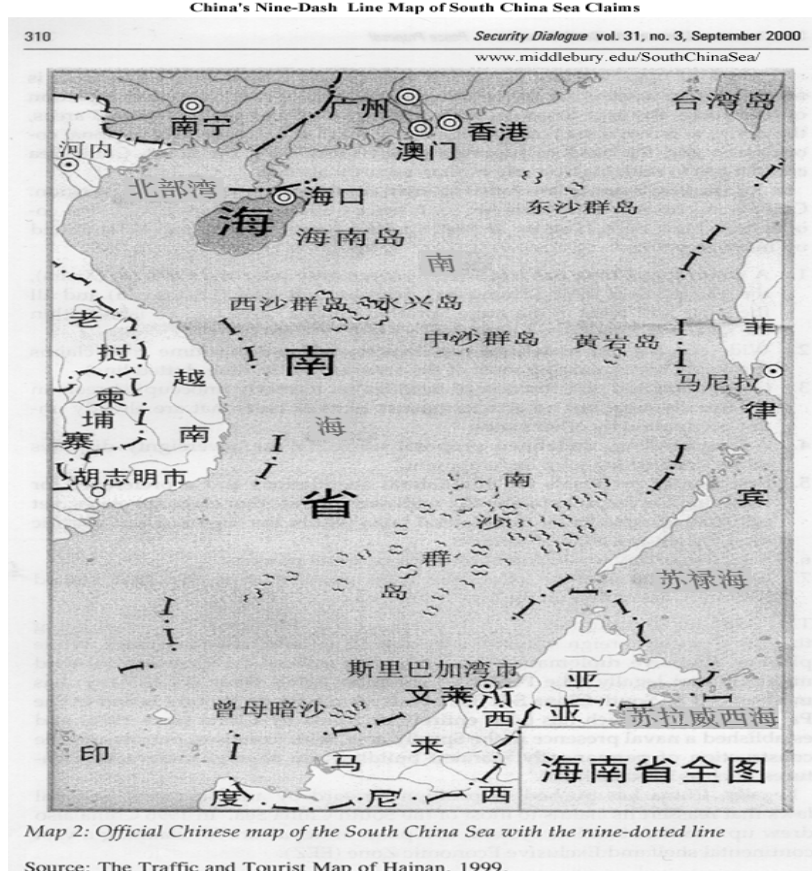 China's Nine-Dash Line Map of South China Sea Claims
310
Security Dialogue vol. 31, no. 3, September 2000
www.middlebury.edu/SouthChinaSea/
广州
台湾岛
南宁
香港
澳门
河内
北部湾
海口
东沙群岛
海
海南岛
南
西沙群岛
永兴岛
老
菲
中沙群岛
黄岩岛
南
挝
越
马尼拉
柬
律
埔
海
南
寨
胡志明市
南
宾
省
沙
群
岛
苏禄海
斯里巴加湾市
亚
文莱
曾母暗沙
西
亚
苏拉威西海
来
印
马
海南省全图
度
尼
西
Map 2: Official Chinese map of the South China Sea with the nine-dotted line
Source: The Traffic and Tourist Map of Hainan, 1999.